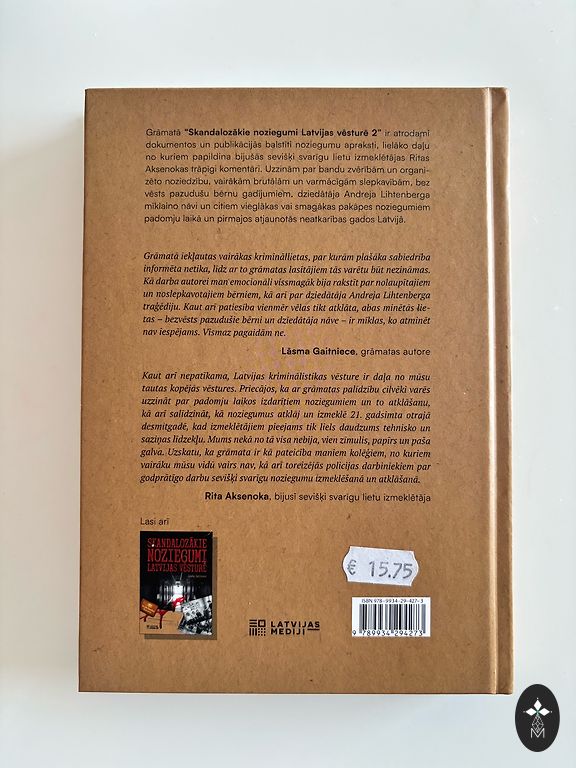 Grāmatā "Skandalozākie noziegumi Latvijas vēsturē 2" ir atrodami
dokumentos un publikācijās balstīti noziegumu apraksti, lielāko daļu
no kuriem papildina bijušās sevišķi svarīgu lietu izmeklētājas Ritas
Aksenokas trāpīgi komentāri. Uzzinām par bandu zvērībām un organi-
zēto noziedzību, vairākām brutālām un varmācīgām slepkavībām, bez
vēsts pazudušu bērnu gadījumiem, dziedātāja Andreja Lihtenberga
mīklaino nāvi un citiem vieglākas vai smagākas pakāpes noziegumiem
padomju laikā un pirmajos atjaunotās neatkarības gados Latvijā.
Grāmatā iekļautas vairākas krimināllietas, par kurām plašāka sabiedrība
informēta netika, līdz ar to grāmatas lasītājiem tās varētu būt nezināmas.
Kā darba autorei man emocionāli vissmagāk bija rakstīt par nolaupītajiem
un noslepkavotajiem bērniem, kā arī par dziedātāja Andreja Lihtenberga
traģēdiju. Kaut arī patiesība vienmēr vēlas tikt atklāta, abas minētās lie-
tas – bezvēsts pazudušie bērni un dziedātāja nāve – ir mīklas, ko atminēt
nav iespējams. Vismaz pagaidām ne.
Lāsma Gaitniece, grāmatas autore
Kaut arī nepatīkama, Latvijas kriminālistikas vēsture ir daļa no mūsu
tautas kopējās vēstures. Priecājos, ka ar grāmatas palīdzību cilvēki varēs
uzzināt par padomju laikos izdarītiem noziegumiem un to atklāšanu,
kā arī salīdzināt, kā noziegumus atklāj un izmeklē 21. gadsimta otrajā
desmitgadē, kad izmeklētājiem pieejams tik liels daudzums tehnisko un
saziņas līdzekļu. Mums nekā no tā visa nebija, vien zīmulis, papīrs un paša
galva. Uzskatu, ka grāmata ir kā pateicība maniem kolēģiem, no kuriem
vairāku mūsu vidū vairs nav, kā arī toreizējās policijas darbiniekiem par
godprātīgo darbu sevišķi svarīgu noziegumu izmeklēšanā un atklāšanā.
Rita Aksenoka, bijusī sevišķi svarīgu lietu izmeklētāja
Lasi arī
SKANDALOZĀKIE
NOZIEGUMI
LATVIJAS VĒSTURĒ
€ 15.75
LATVIJAS
MEDIJI
ISBN 978-9934-29-427-3
9 789934 294273
M